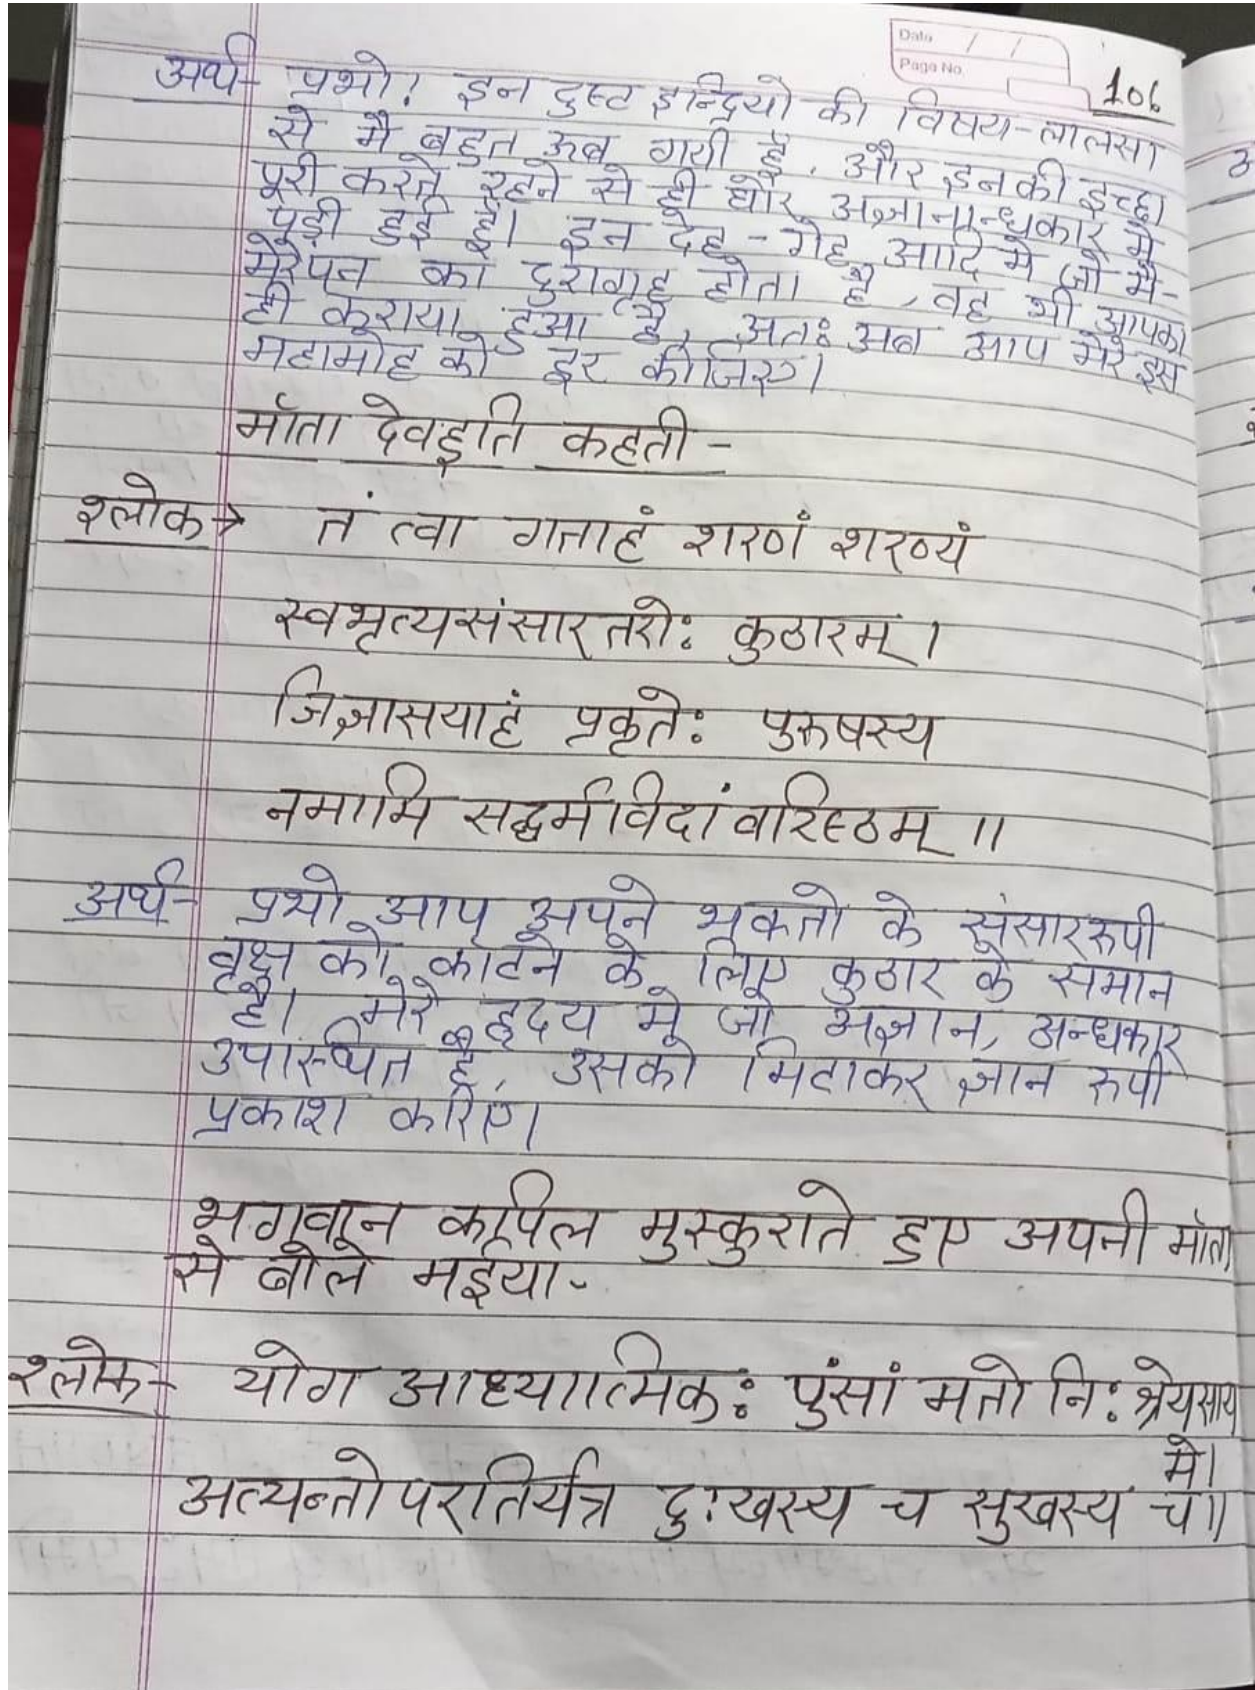 Date / /
Page No.
106
अर्थ- प्रभो! इन दुस्ट इन्द्रियो की विषय-लालसा
से मै बहुत ऊब गयी हूँ, और इनकी इच्छा
पूरी करते रहने से ही घोर अज्ञानान्धकार मे
पड़ी हुई हूँ। इन देह-गेह आदि मे जो मै-
मेरेपन का दुराग्रह होता है, वह भी आपका
ही कराया हुआ है, अतः अब आप मेरे इस
महामोह को दूर कीजिए।
माँता देवहूति कहती -
श्लोक→ तं त्वा गताहं शरणं शरण्यं
स्वभृत्यसंसारतरोः कुठारम्।
जिज्ञासयाहं प्रकृतेः पुरुषस्य
नमामि सद्धर्मविदां वरिष्ठम्॥
अर्थ- प्रभो आप अपने भक्तो के संसाररुपी
वृक्ष को काटने के लिए कुठार के समान
है। मेरे हृदय मे जो अज्ञान, अन्धकार
उपस्थित है, उसको मिटाकर ज्ञान रुपी
प्रकाश करिए।
भगवान कपिल मुस्कुराते हुए अपनी माँता
से बोले मइया-
श्लोक- योग आध्यात्मिकः पुंसां मतो निः श्रेयसाय
मे।
अत्यन्तोपरतिर्यत्र दुःखस्य च सुखस्य च॥